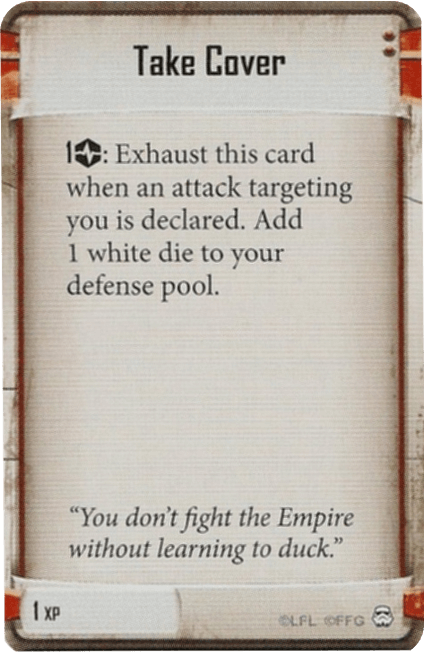 Take Cover
1: Exhaust this card
when an attack targeting
you is declared. Add
1 white die to your
defense pool.
“You don’t fight the Empire
without learning to duck.”
1 XP
©LFL ©FFG